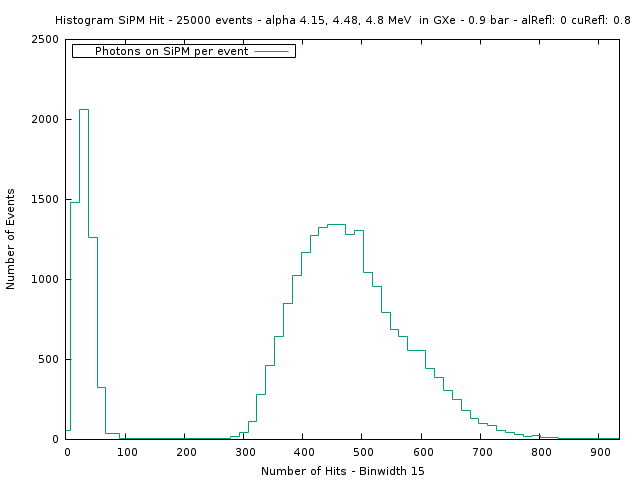 Histogram SiPM Hit - 25000 events - alpha 4.15, 4.48, 4.8 MeV  in GXe - 0.9 bar - alRefl: 0 cuRefl: 0.8
Photons on SiPM per event
2500
2000
1500
1000
500
0
Number of Events
0 100 200 300 400 500 600 700 800 900
Number of Hits - Binwidth 15